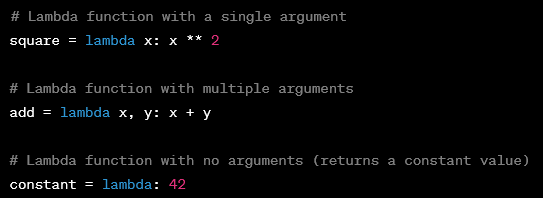 # Lambda function with a single argument
square = lambda x: x ** 2
# Lambda function with multiple arguments
add = lambda x, y: x + y
# Lambda function with no arguments (returns a constant value)
constant = lambda: 42